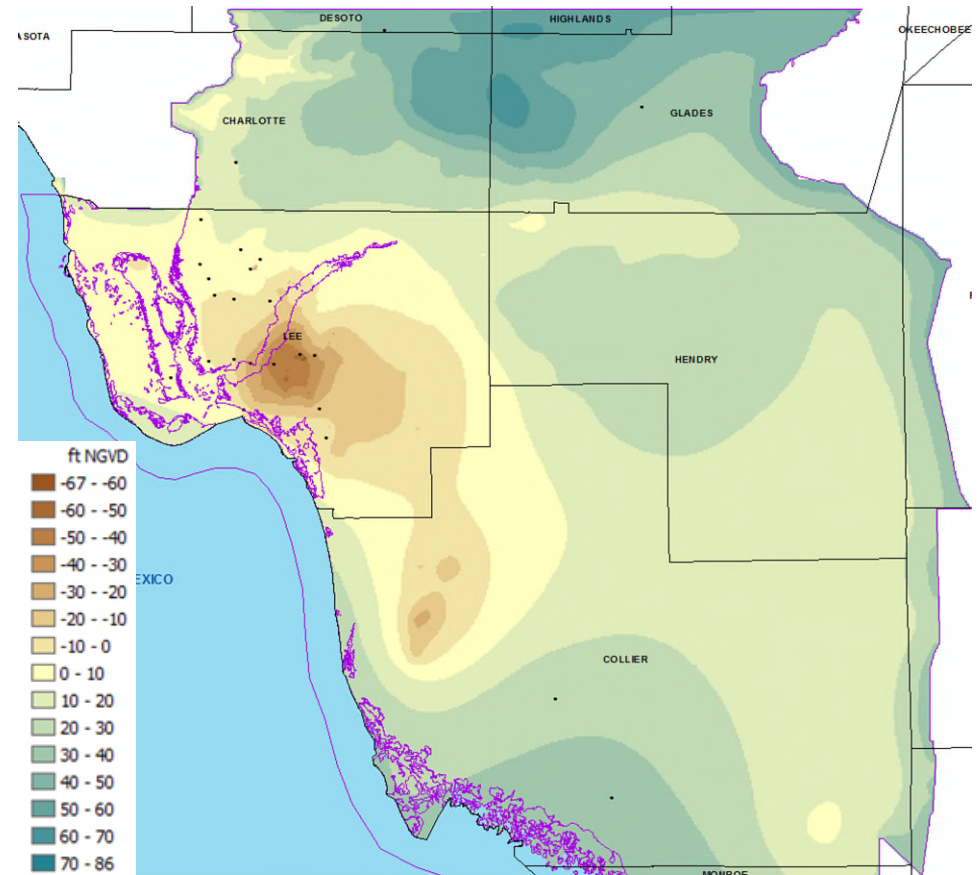 DESOTO
HIGHLANDS
ASOTA
OKEECHOBEE
CHARLOTTE
GLADES
LEE
HENDRY
ft NGVD
-67 - -60
-60 - -50
-50 - -40
-40 - -30
-30 - -20
-20 - -10
-10 - 0
0 - 10
10 - 20
20 - 30
30 - 40
40 - 50
50 - 60
60 - 70
70 - 86
EXICO
COLLIER
MONROE